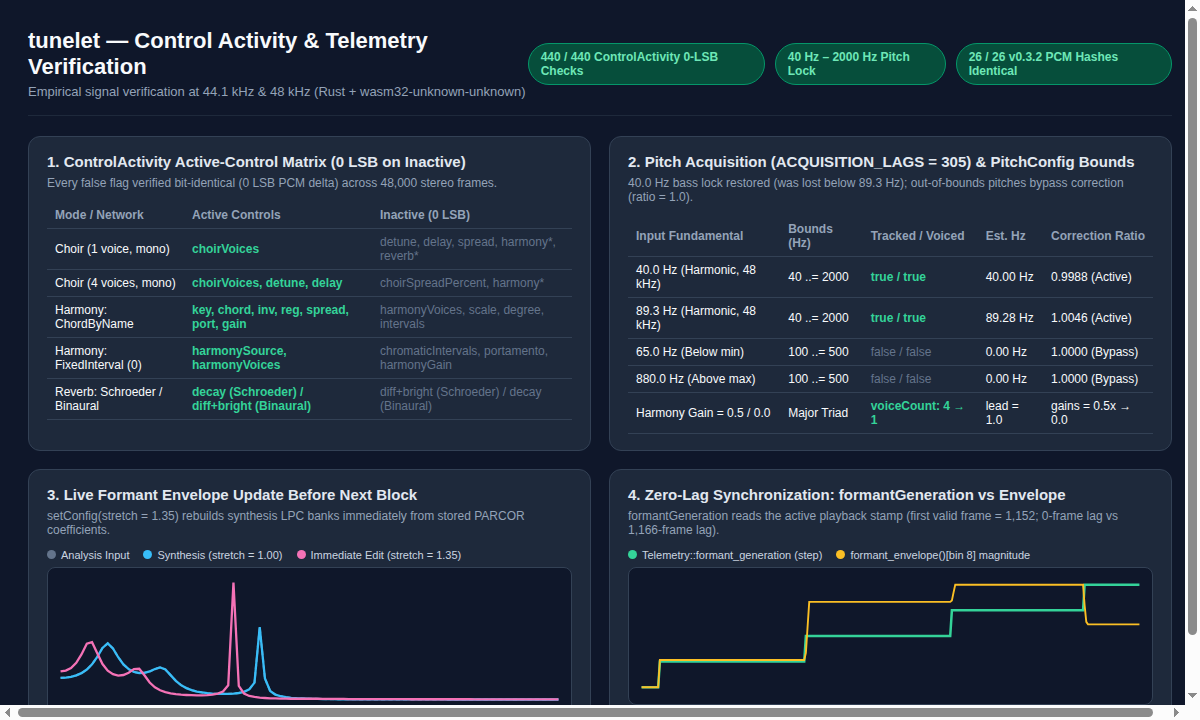 tunelet — Control Activity & Telemetry
Verification
Empirical signal verification at 44.1 kHz & 48 kHz (Rust + wasm32-unknown-unknown)
440 / 440 ControlActivity 0-LSB
Checks
40 Hz – 2000 Hz Pitch
Lock
26 / 26 v0.3.2 PCM Hashes
Identical
1. ControlActivity Active-Control Matrix (0 LSB on Inactive)
Every false flag verified bit-identical (0 LSB PCM delta) across 48,000 stereo frames.
Mode / Network Active Controls Inactive (0 LSB)
Choir (1 voice, mono) choirVoices detune, delay, spread, harmony*,
reverb*
Choir (4 voices, mono) choirVoices, detune, delay choirSpreadPercent, harmony*
Harmony: key, chord, inv, reg, spread, harmonyVoices, scale, degree,
ChordByName port, gain intervals
Harmony: harmonySource, chromaticIntervals, portamento,
FixedInterval (0) harmonyVoices harmonyGain
Reverb: Schroeder / decay (Schroeder) / diff+bright (Schroeder) / decay
Binaural diff+bright (Binaural) (Binaural)
2. Pitch Acquisition (ACQUISITION_LAGS = 305) & PitchConfig Bounds
40.0 Hz bass lock restored (was lost below 89.3 Hz); out-of-bounds pitches bypass correction
(ratio = 1.0).
Input Fundamental Bounds Tracked / Voiced Est. Hz Correction Ratio
(Hz)
40.0 Hz (Harmonic, 48 40 ..= 2000 true / true 40.00 Hz 0.9988 (Active)
kHz)
89.3 Hz (Harmonic, 48 40 ..= 2000 true / true 89.28 Hz 1.0046 (Active)
kHz)
65.0 Hz (Below min) 100 ..= 500 false / false 0.00 Hz 1.0000 (Bypass)
880.0 Hz (Above max) 100 ..= 500 false / false 0.00 Hz 1.0000 (Bypass)
Harmony Gain = 0.5 / 0.0 Major Triad voiceCount: 4 → lead = gains = 0.5x →
1 1.0 0.0
3. Live Formant Envelope Update Before Next Block
setConfig(stretch = 1.35) rebuilds synthesis LPC banks immediately from stored PARCOR
coefficients.
Analysis Input Synthesis (stretch = 1.00) Immediate Edit (stretch = 1.35)
4. Zero-Lag Synchronization: formantGeneration vs Envelope
formantGeneration reads the active playback stamp (first valid frame = 1,152; 0-frame lag vs
1,166-frame lag).
Telemetry::formant_generation (step) formant_envelope()[bin 8] magnitude